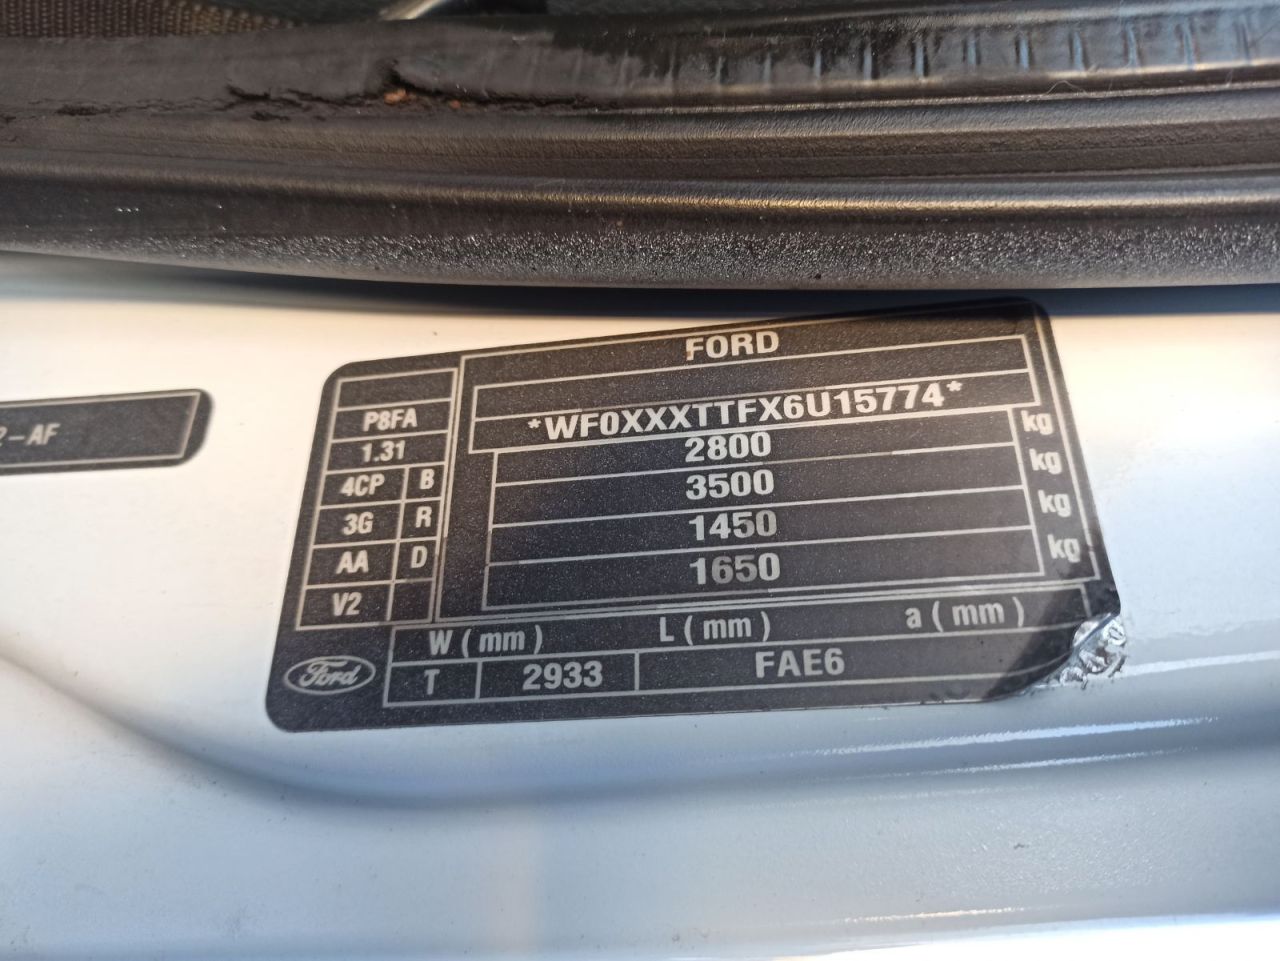 2-AF
FORD
*WF0XXXTTFX6U15774*
P8FA
1.31
4CP B
3G R
AA D
V2
2800 kg
3500 kg
1450 kg
1650 kg
W (mm) L (mm) a (mm)
Ford T 2933 FAE6